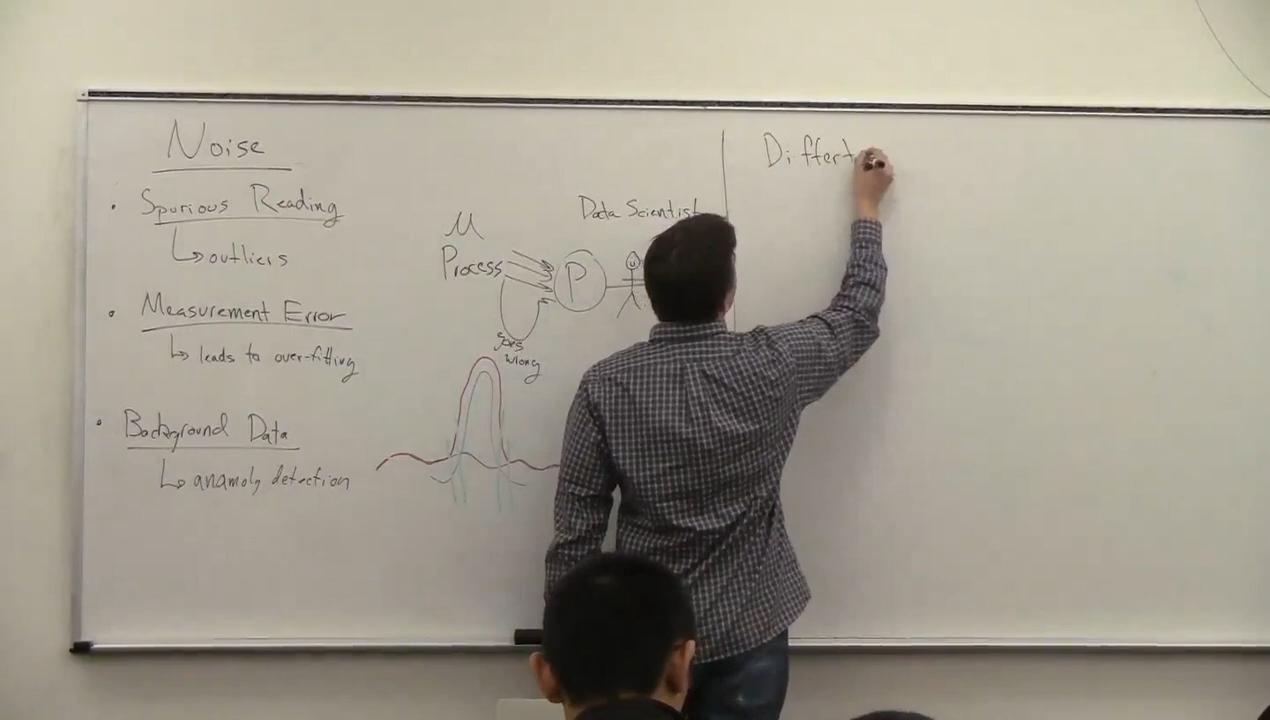 Noise
• Spurious Reading
↳ outliers
• Measurement Error
↳ leads to over-fitting
• Background Data
↳ anamoly detection
Data Scientist
M
Process
P
goes
wrong
Differt